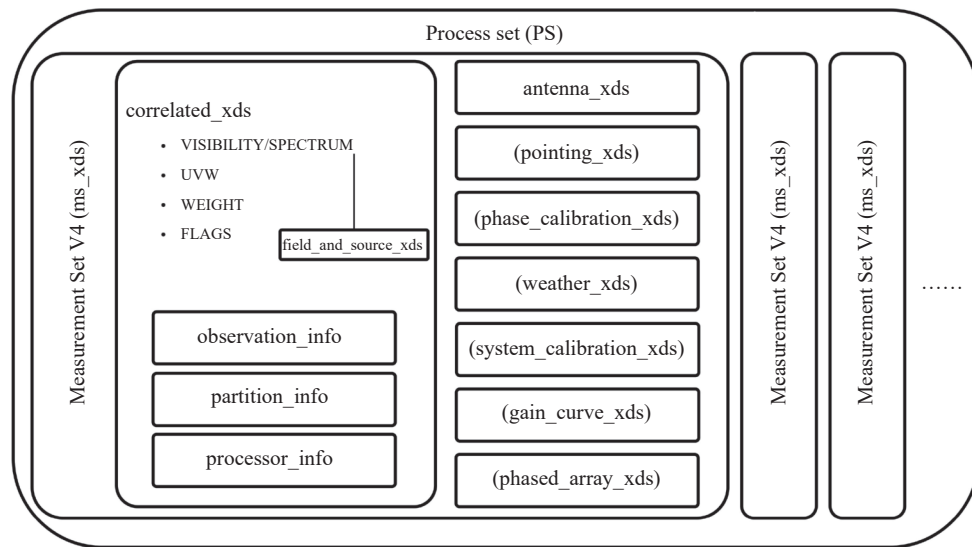 Process set (PS)
Measurement Set V4 (ms_xds)
correlated_xds
• VISIBILITY/SPECTRUM
• UVW
• WEIGHT
• FLAGS
field_and_source_xds
observation_info
partition_info
processor_info
antenna_xds
(pointing_xds)
(phase_calibration_xds)
(weather_xds)
(system_calibration_xds)
(gain_curve_xds)
(phased_array_xds)
Measurement Set V4 (ms_xds)
Measurement Set V4 (ms_xds)
......